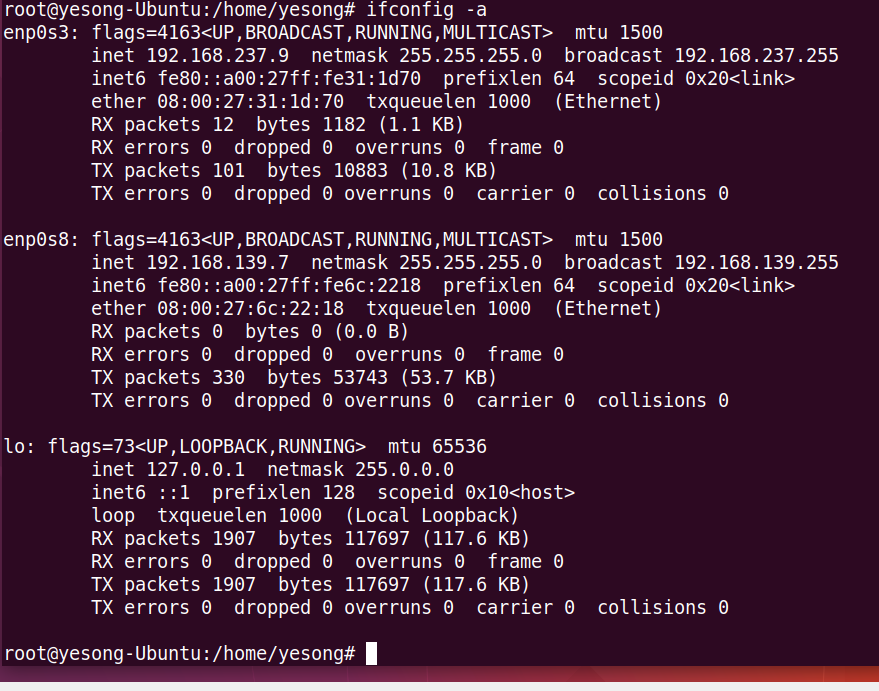 root@yesong-Ubuntu:/home/yesong# ifconfig -a
enp0s3: flags=4163<UP,BROADCAST,RUNNING,MULTICAST>  mtu 1500
        inet 192.168.237.9  netmask 255.255.255.0  broadcast 192.168.237.255
        inet6 fe80::a00:27ff:fe31:1d70  prefixlen 64  scopeid 0x20<link>
        ether 08:00:27:31:1d:70  txqueuelen 1000  (Ethernet)
        RX packets 12  bytes 1182 (1.1 KB)
        RX errors 0  dropped 0  overruns 0  frame 0
        TX packets 101  bytes 10883 (10.8 KB)
        TX errors 0  dropped 0 overruns 0  carrier 0  collisions 0

enp0s8: flags=4163<UP,BROADCAST,RUNNING,MULTICAST>  mtu 1500
        inet 192.168.139.7  netmask 255.255.255.0  broadcast 192.168.139.255
        inet6 fe80::a00:27ff:fe6c:2218  prefixlen 64  scopeid 0x20<link>
        ether 08:00:27:6c:22:18  txqueuelen 1000  (Ethernet)
        RX packets 0  bytes 0 (0.0 B)
        RX errors 0  dropped 0  overruns 0  frame 0
        TX packets 330  bytes 53743 (53.7 KB)
        TX errors 0  dropped 0 overruns 0  carrier 0  collisions 0

lo: flags=73<UP,LOOPBACK,RUNNING>  mtu 65536
        inet 127.0.0.1  netmask 255.0.0.0
        inet6 ::1  prefixlen 128  scopeid 0x10<host>
        loop  txqueuelen 1000  (Local Loopback)
        RX packets 1907  bytes 117697 (117.6 KB)
        RX errors 0  dropped 0  overruns 0  frame 0
        TX packets 1907  bytes 117697 (117.6 KB)
        TX errors 0  dropped 0 overruns 0  carrier 0  collisions 0

root@yesong-Ubuntu:/home/yesong#